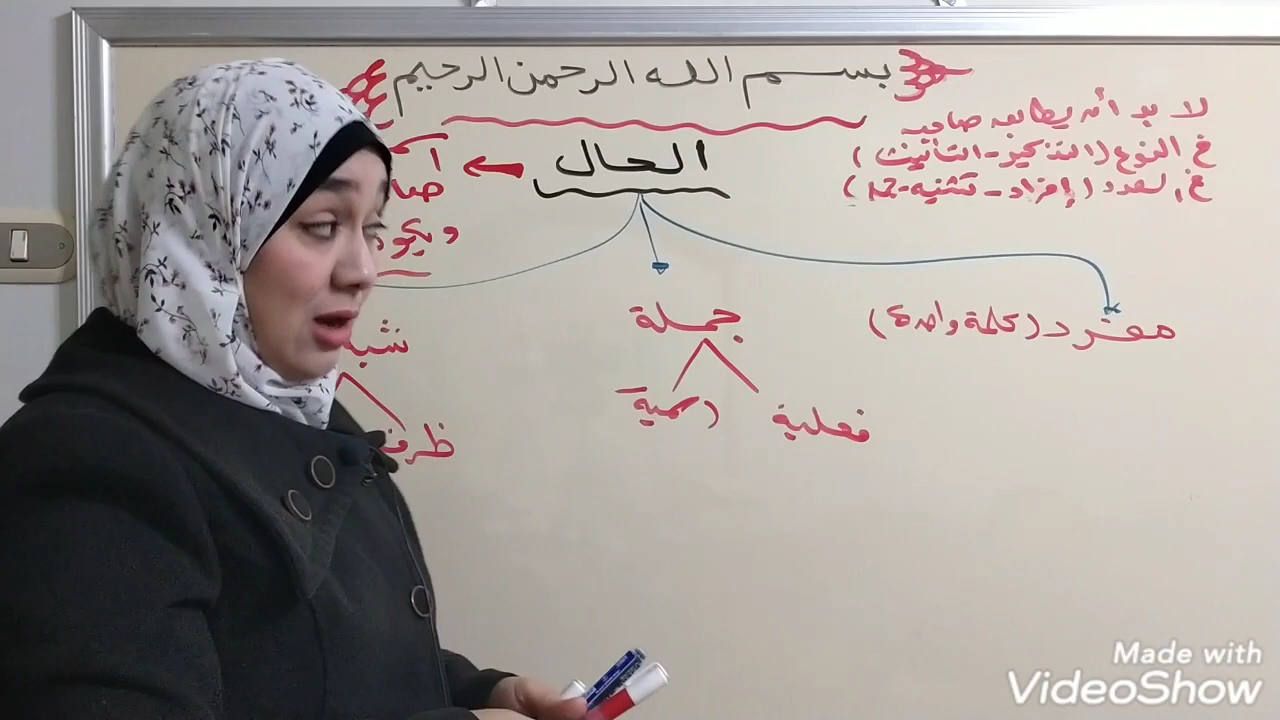 بسم الله الرحمن الرحيم
لا بد أن يطابق صاحبه
في النوع (التذكير - التأنيث)
في العدد (إفراد - تثنية - جمع)
الحال
مفرد (كلمة واحدة)
جملة
فعلية
اسمية
ظرف
Made with
VideoShow